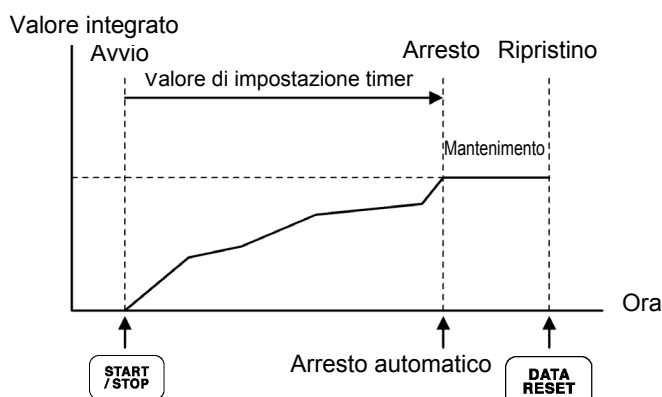 Valore integrato
Avvio
Arresto
Ripristino
Valore di impostazione timer
Mantenimento
Ora
START
/ STOP
Arresto automatico
DATA
RESET